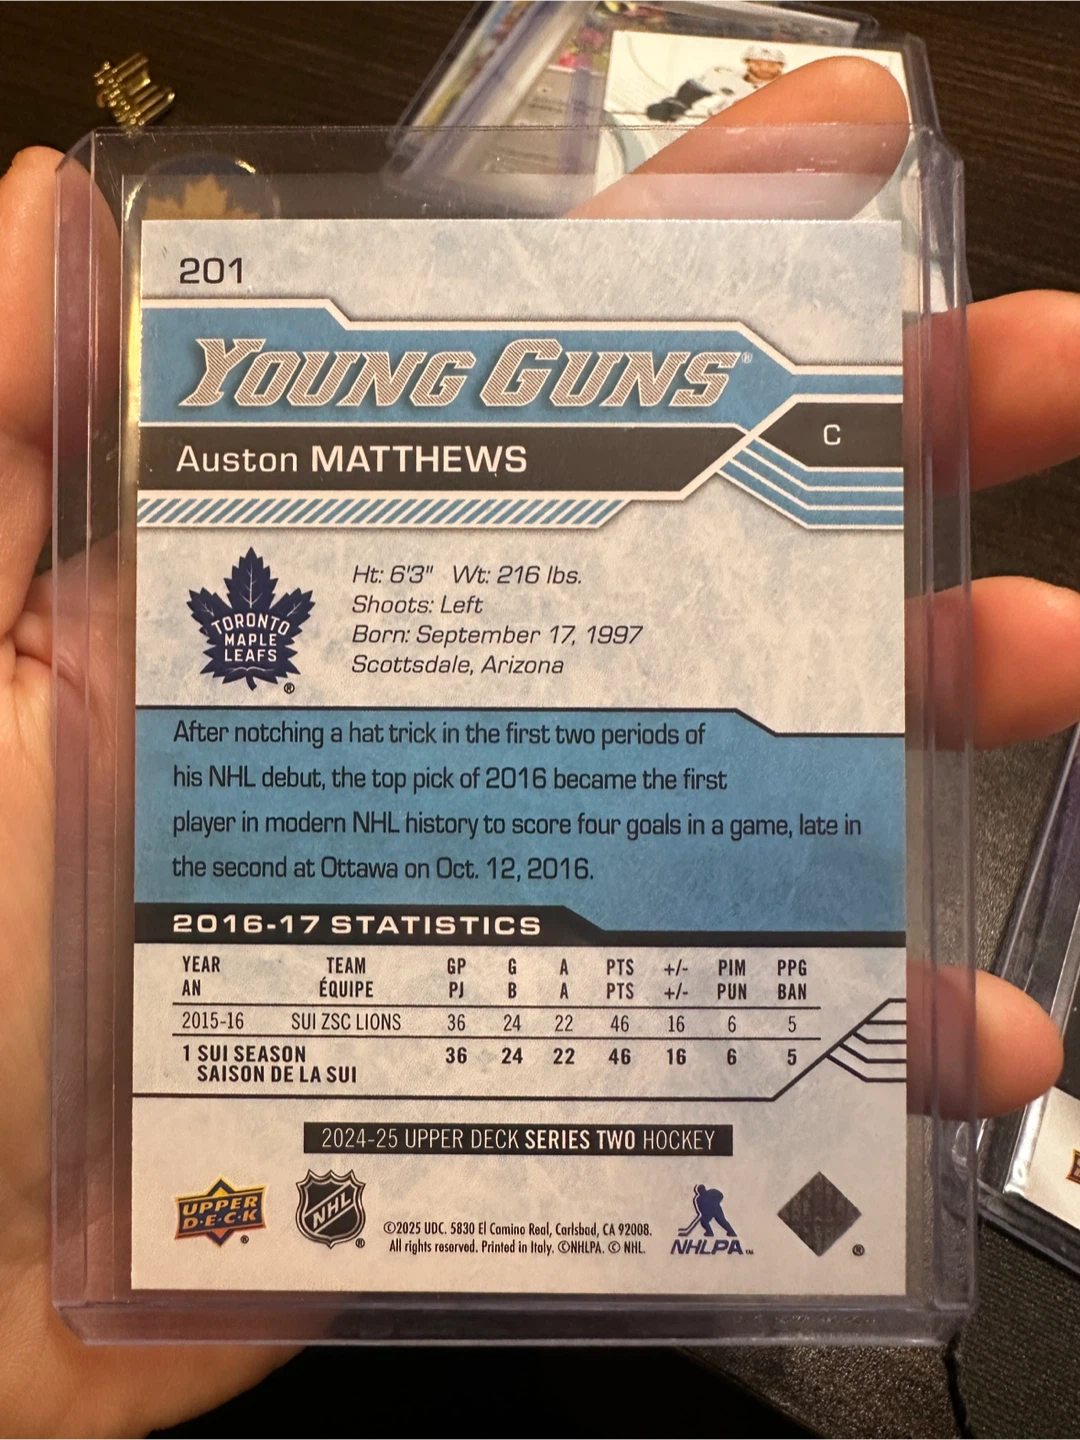 201
YOUNG GUNS®
Auston MATTHEWS
C
TORONTO
MAPLE
LEAFS
®
Ht: 6'3" Wt: 216 lbs.
Shoots: Left
Born: September 17, 1997
Scottsdale, Arizona
After notching a hat trick in the first two periods of
his NHL debut, the top pick of 2016 became the first
player in modern NHL history to score four goals in a game, late in
the second at Ottawa on Oct. 12, 2016.
2016-17 STATISTICS
YEAR TEAM GP G A PTS +/- PIM PPG
AN ÉQUIPE PJ B A PTS +/- PUN BAN
2015-16 SUI ZSC LIONS 36 24 22 46 16 6 5
1 SUI SEASON 36 24 22 46 16 6 5
SAISON DE LA SUI
2024-25 UPPER DECK SERIES TWO HOCKEY
UPPER
D·E·C·K
®
NHL
®
©2025 UDC. 5830 El Camino Real, Carlsbad, CA 92008.
All rights reserved. Printed in Italy. ©NHLPA. © NHL.
NHLPA™
®